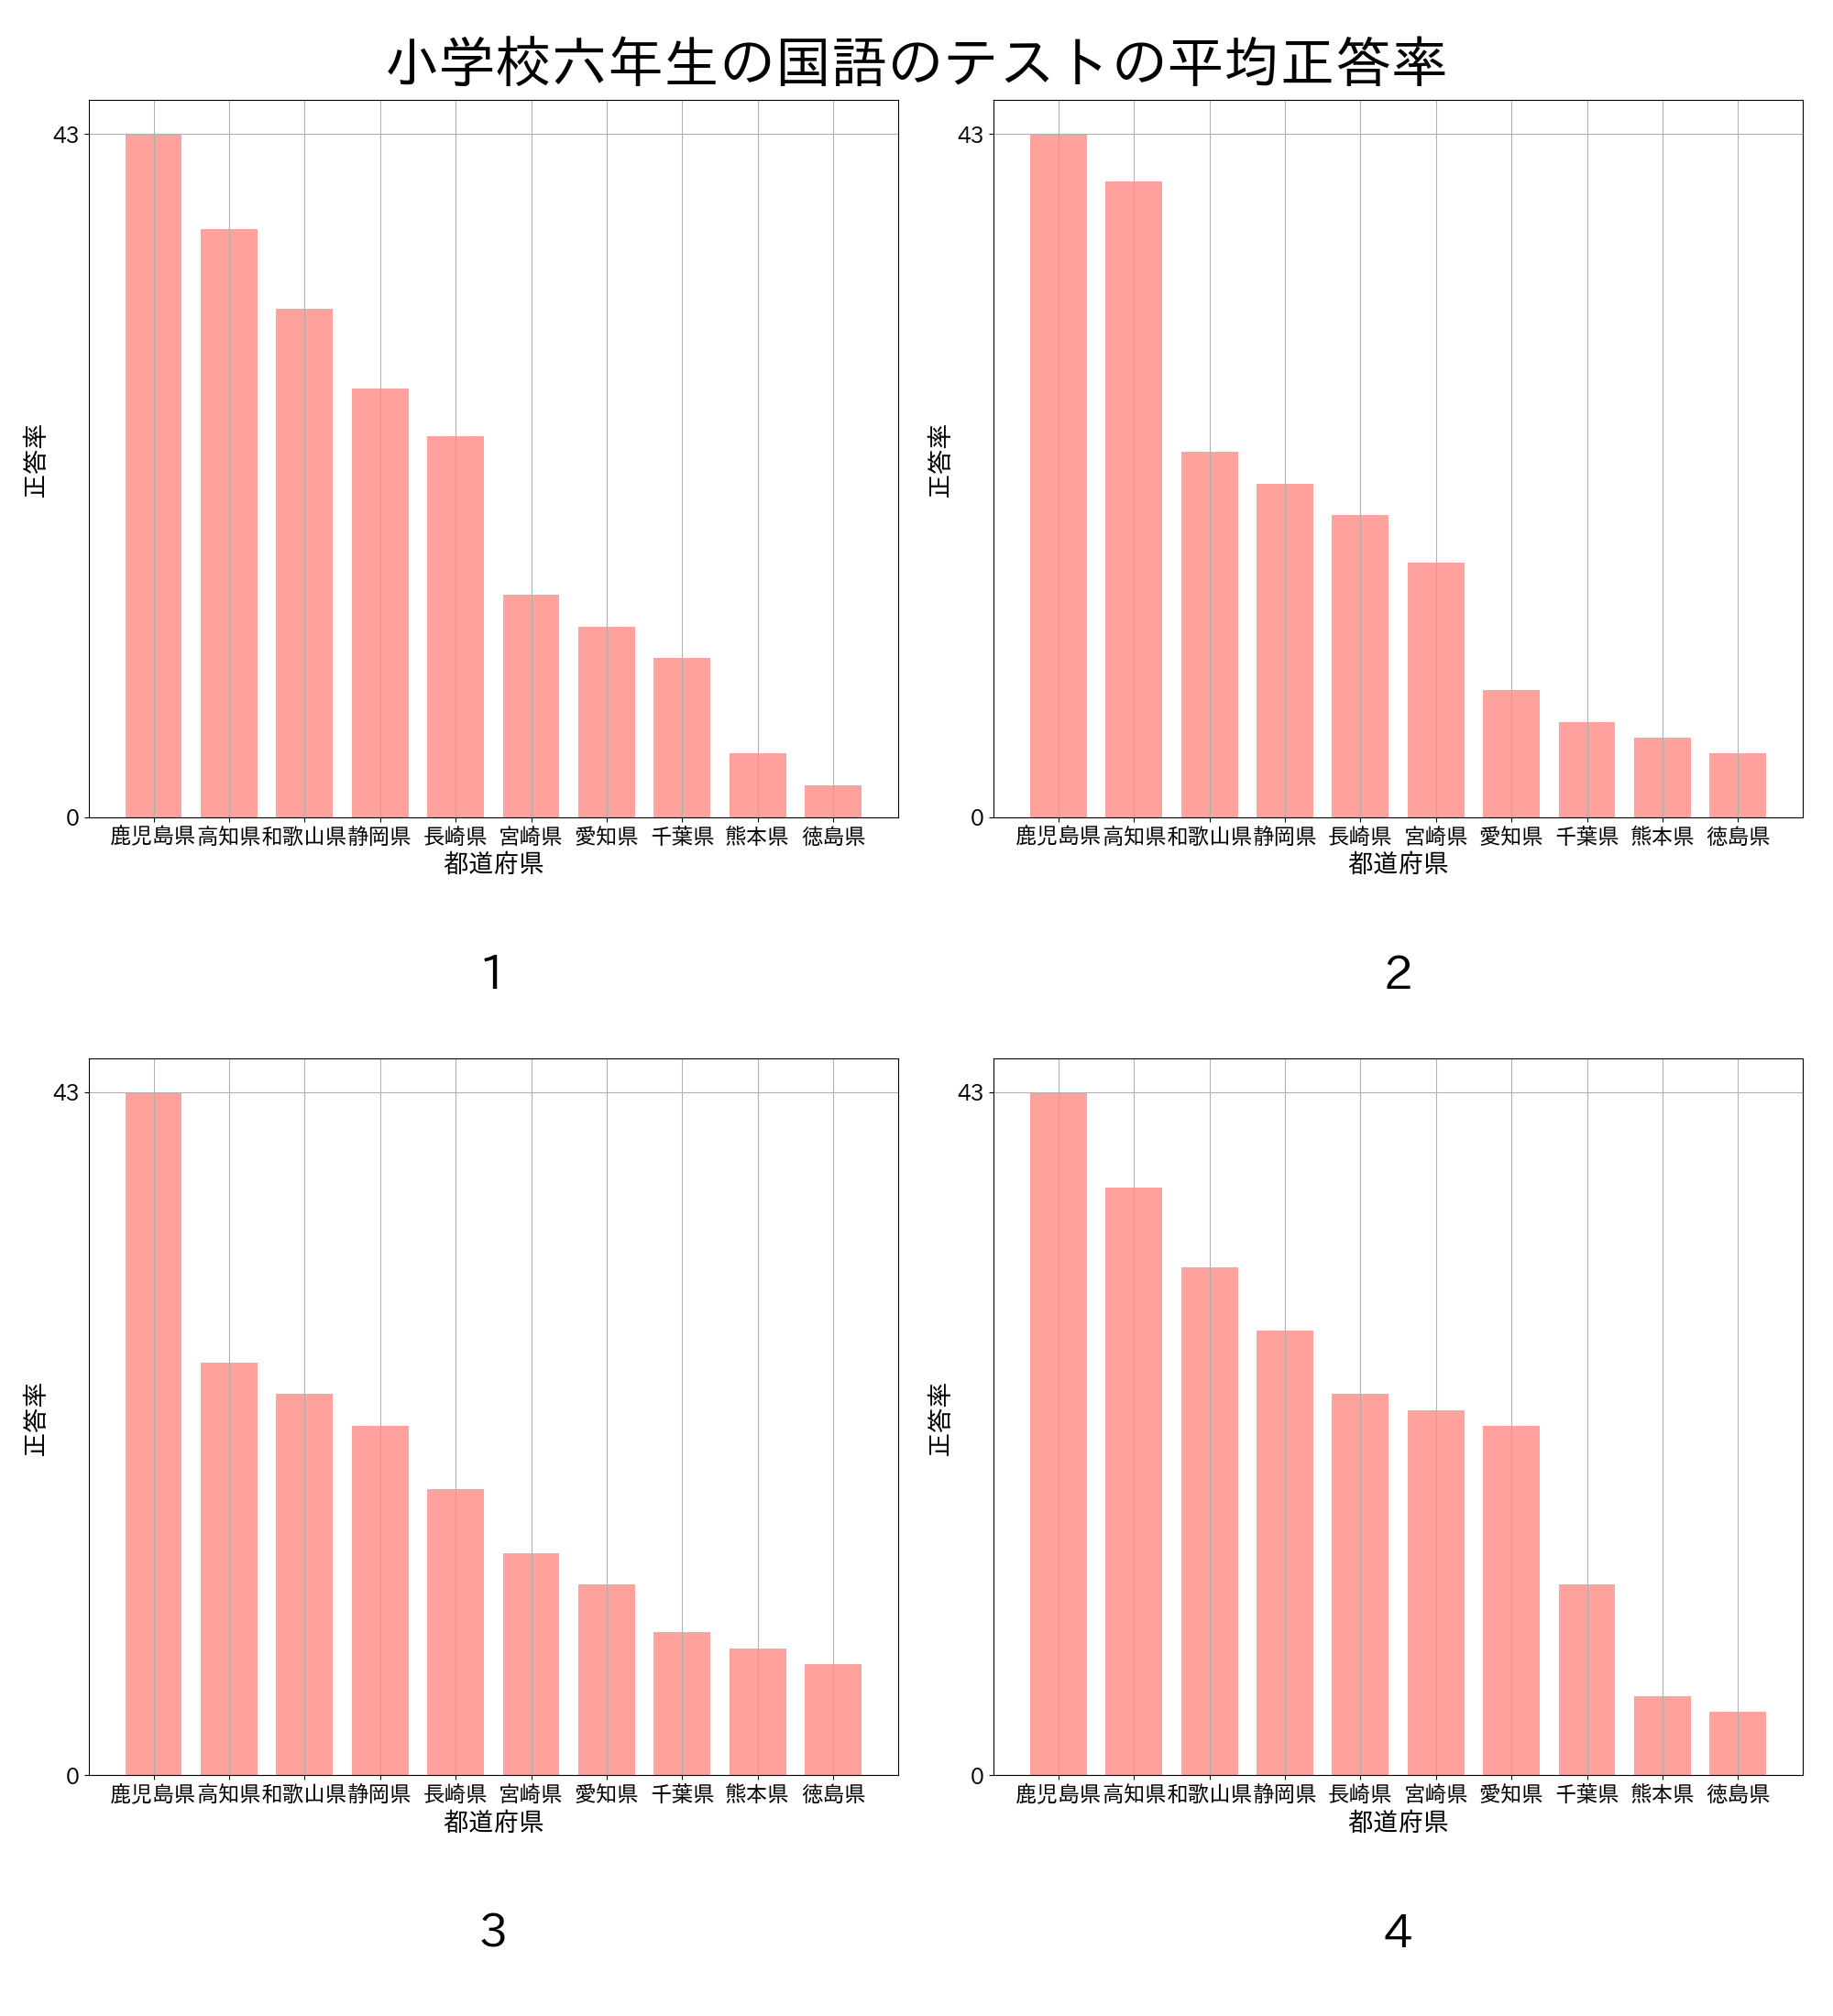 小学校六年生の国語のテストの平均正答率
43
0
正答率
鹿児島県 高知県 和歌山県 静岡県 長崎県 宮崎県 愛知県 千葉県 熊本県 徳島県
都道府県
1
43
0
正答率
鹿児島県 高知県 和歌山県 静岡県 長崎県 宮崎県 愛知県 千葉県 熊本県 徳島県
都道府県
2
43
0
正答率
鹿児島県 高知県 和歌山県 静岡県 長崎県 宮崎県 愛知県 千葉県 熊本県 徳島県
都道府県
3
43
0
正答率
鹿児島県 高知県 和歌山県 静岡県 長崎県 宮崎県 愛知県 千葉県 熊本県 徳島県
都道府県
4